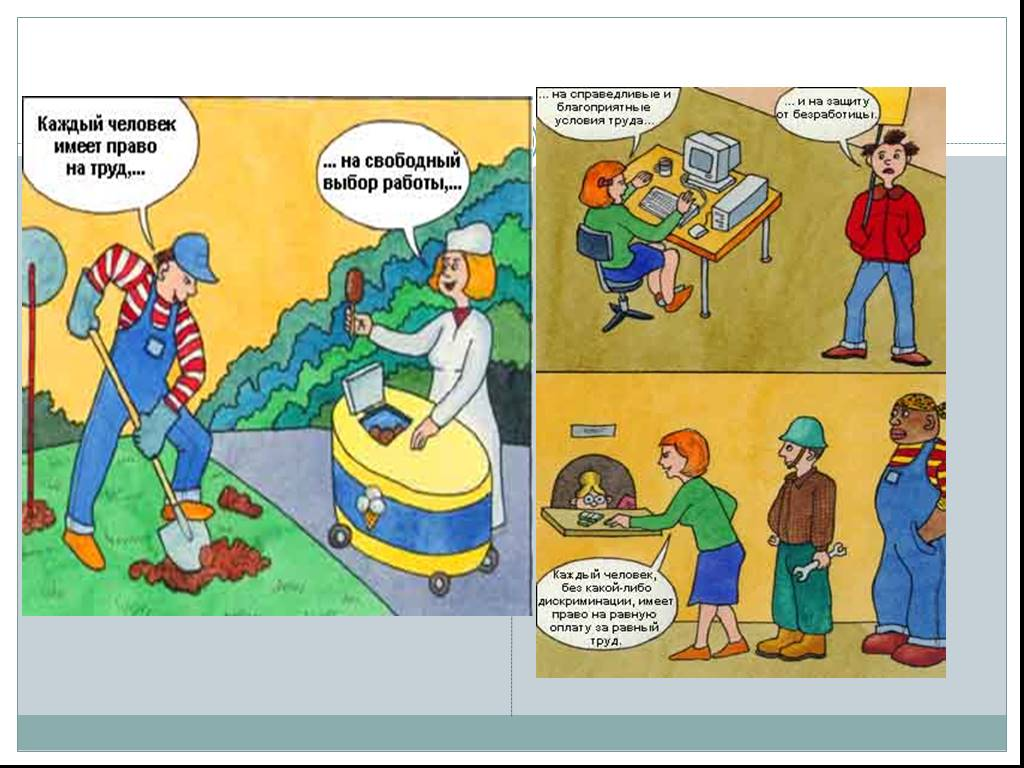 Каждый человек
имеет право
на труд,...
... на свободный
выбор работы,...
... на справедливые и
благоприятные
условия труда...
... и на защиту
от безработицы.
Каждый человек,
без какой-либо
дискриминации, имеет
право на равную
оплату за равный
труд.